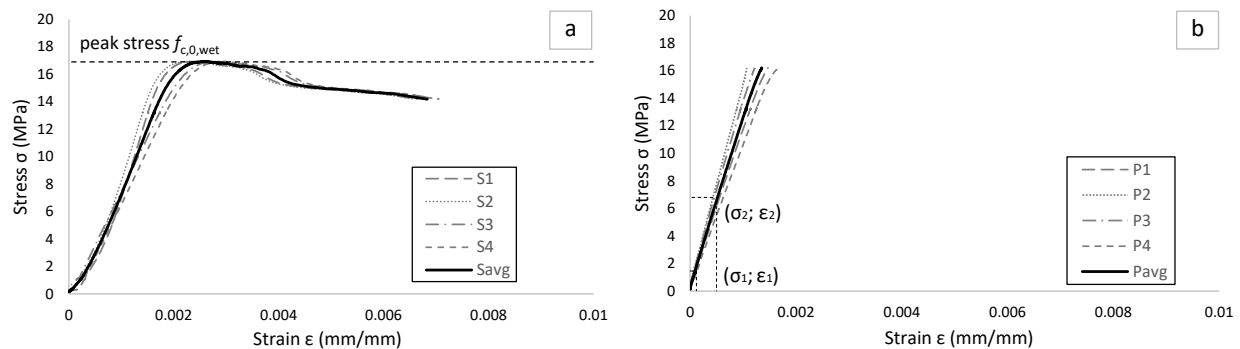 a
peak stress fc,0,wet
20
18
16
14
12
10
8
6
4
2
0
Stress σ (MPa)
0 0.002 0.004 0.006 0.008 0.01
Strain ε (mm/mm)
S1
S2
S3
S4
Savg
b
20
18
16
14
12
10
8
6
4
2
0
Stress σ (MPa)
(σ2; ε2)
(σ1; ε1)
0 0.002 0.004 0.006 0.008 0.01
Strain ε (mm/mm)
P1
P2
P3
P4
Pavg